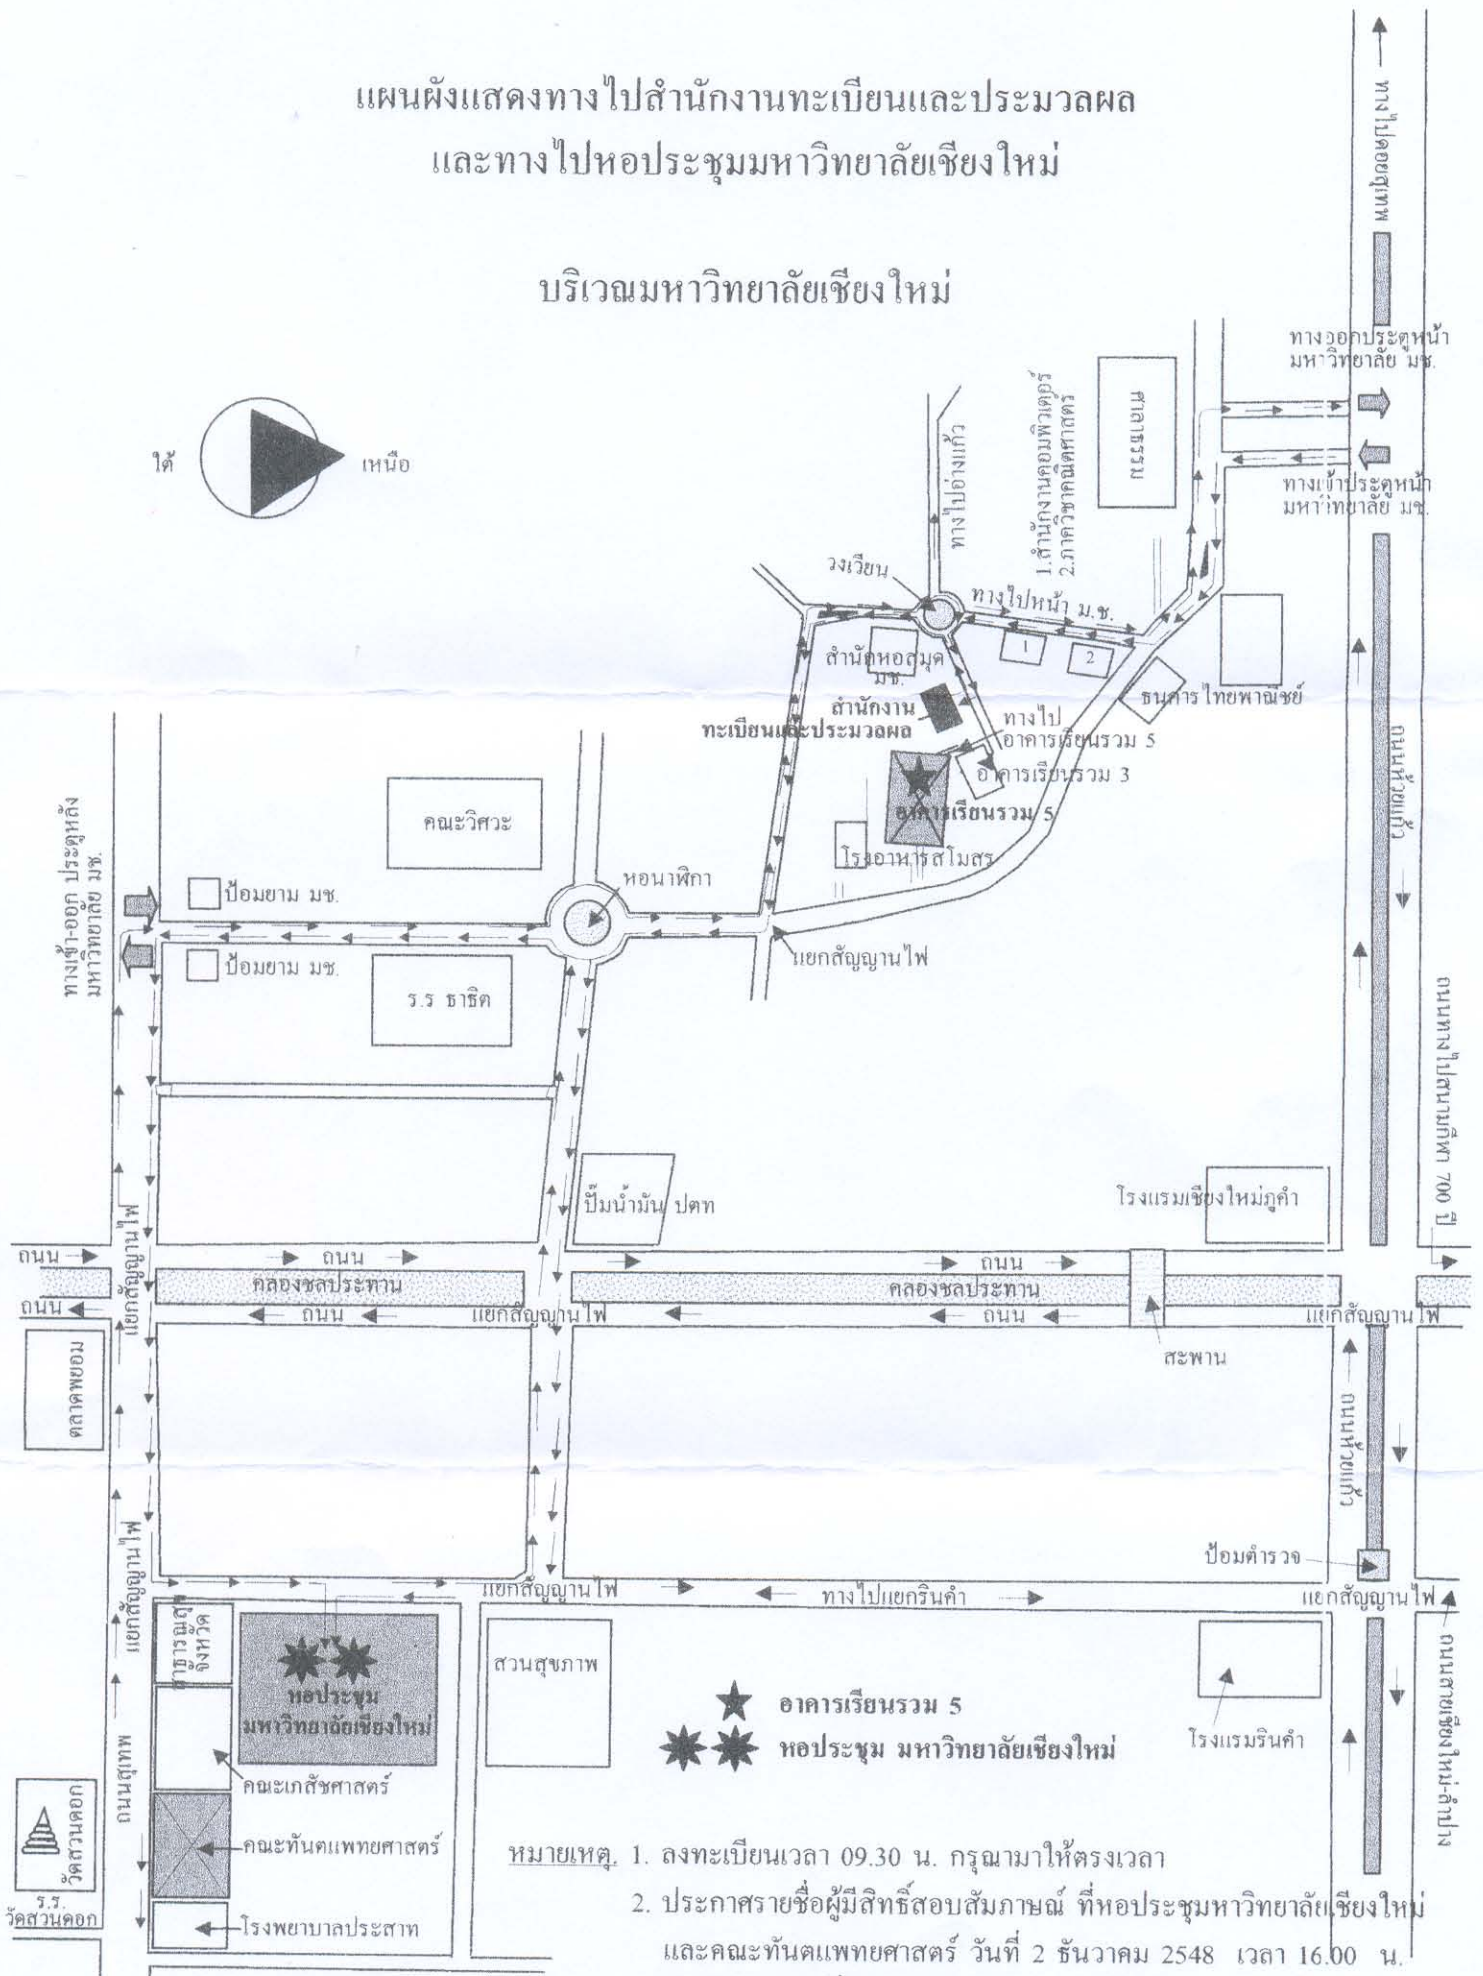 แผนผังแสดงทางไปสำนักงานทะเบียนและประมวลผล
และทางไปหอประชุมมหาวิทยาลัยเชียงใหม่
บริเวณมหาวิทยาลัยเชียงใหม่
ทางไปดอยสุเทพ
ใต้
เหนือ
ทางออกประตูหน้า
มหาวิทยาลัย มช.
ทางเข้าประตูหน้า
มหาวิทยาลัย มช.
ศาลาธรรม
1.สำนักงานคอมพิวเตอร์
2.ภาควิชาคณิตศาสตร์
ทางไปอ่างแก้ว
วงเวียน
ทางไปหน้า ม.ช.
1
2
สำนักหอสมุด
มช.
สำนักงาน
ทะเบียนและประมวลผล
ทางไป
อาคารเรียนรวม 5
อาคารเรียนรวม 3
อาคารเรียนรวม 5
โรงอาหารสโมสร
ธนาคารไทยพาณิชย์
ถนนห้วยแก้ว
คณะวิศวะ
หอนาฬิกา
แยกสัญญานไฟ
ทางเข้า-ออก ประตูหลัง
มหาวิทยาลัย มช.
ป้อมยาม มช.
ป้อมยาม มช.
ร.ร ธาธิต
ถนนทางไปสนามกีฬา 700 ปี
ปั๊มน้ำมัน ปตท
โรงแรมเชียงใหม่ภูคำ
แยกสัญญานไฟ
ถนน
ถนน
ถนน
คลองชลประทาน
คลองชลประทาน
ถนน
ถนน
แยกสัญญานไฟ
ถนน
แยกสัญญานไฟ
สะพาน
ตลาดพยอม
ถนนห้วยแก้ว
ป้อมตำรวจ
แยกสัญญานไฟ
แยกสัญญานไฟ
ทางไปแยกรินคำ
แยกสัญญานไฟ
สาธารณสุข
จังหวัด
หอประชุม
มหาวิทยาลัยเชียงใหม่
สวนสุขภาพ
อาคารเรียนรวม 5
หอประชุม มหาวิทยาลัยเชียงใหม่
โรงแรมรินคำ
ถนนสายเชียงใหม่-ลำปาง
ถนนสุเทพ
คณะเภสัชศาสตร์
คณะทันตแพทยศาสตร์
โรงพยาบาลประสาท
วัดสวนดอก
ร.ร.
วัดสวนดอก
หมายเหตุ. 1. ลงทะเบียนเวลา 09.30 น. กรุณามาให้ตรงเวลา
2. ประกาศรายชื่อผู้มีสิทธิ์สอบสัมภาษณ์ ที่หอประชุมมหาวิทยาลัยเชียงใหม่
และคณะทันตแพทยศาสตร์ วันที่ 2 ธันวาคม 2548 เวลา 16.00 น.